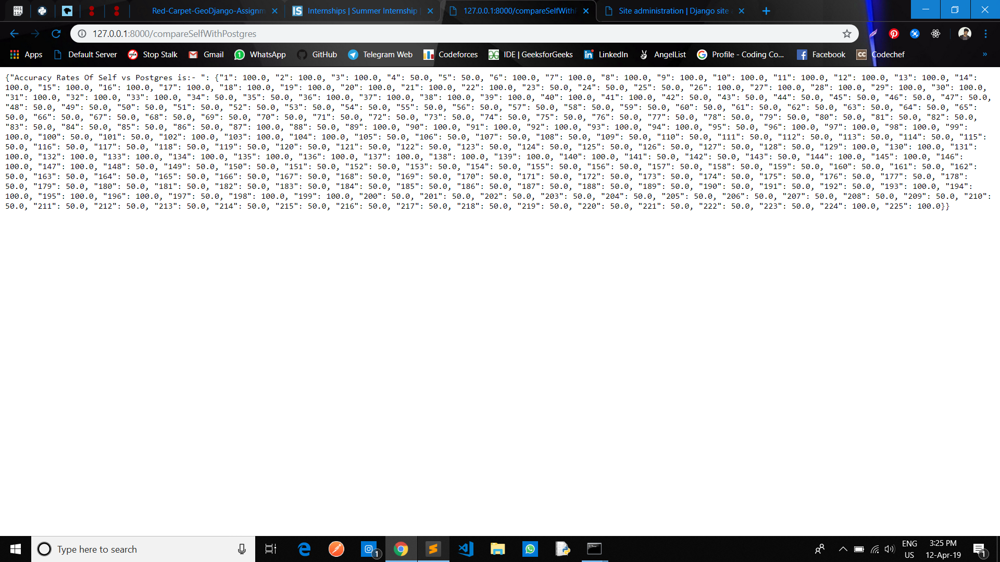 Red-Carpet-GeoDjango-Assignm
Internships | Summer Internship
127.0.0.1:8000/compareSelfWithP
Site administration | Django site
127.0.0.1:8000/compareSelfWithPostgres
Apps Default Server Stop Stalk Gmail WhatsApp GitHub Telegram Web Codeforces IDE | GeeksforGeeks LinkedIn AngelList Profile - Coding Co... Facebook Codechef »
{"Accuracy Rates Of Self vs Postgres is:- ": {"1": 100.0, "2": 100.0, "3": 100.0, "4": 50.0, "5": 50.0, "6": 100.0, "7": 100.0, "8": 100.0, "9": 100.0, "10": 100.0, "11": 100.0, "12": 100.0, "13": 100.0, "14":
100.0, "15": 100.0, "16": 100.0, "17": 100.0, "18": 100.0, "19": 100.0, "20": 100.0, "21": 100.0, "22": 100.0, "23": 50.0, "24": 50.0, "25": 50.0, "26": 100.0, "27": 100.0, "28": 100.0, "29": 100.0, "30": 100.0,
"31": 100.0, "32": 100.0, "33": 100.0, "34": 50.0, "35": 50.0, "36": 100.0, "37": 100.0, "38": 100.0, "39": 100.0, "40": 100.0, "41": 100.0, "42": 50.0, "43": 50.0, "44": 50.0, "45": 50.0, "46": 50.0, "47": 50.0,
"48": 50.0, "49": 50.0, "50": 50.0, "51": 50.0, "52": 50.0, "53": 50.0, "54": 50.0, "55": 50.0, "56": 50.0, "57": 50.0, "58": 50.0, "59": 50.0, "60": 50.0, "61": 50.0, "62": 50.0, "63": 50.0, "64": 50.0, "65":
50.0, "66": 50.0, "67": 50.0, "68": 50.0, "69": 50.0, "70": 50.0, "71": 50.0, "72": 50.0, "73": 50.0, "74": 50.0, "75": 50.0, "76": 50.0, "77": 50.0, "78": 50.0, "79": 50.0, "80": 50.0, "81": 50.0, "82": 50.0,
"83": 50.0, "84": 50.0, "85": 50.0, "86": 50.0, "87": 100.0, "88": 50.0, "89": 100.0, "90": 100.0, "91": 100.0, "92": 100.0, "93": 100.0, "94": 100.0, "95": 50.0, "96": 100.0, "97": 100.0, "98": 100.0, "99":
100.0, "100": 50.0, "101": 50.0, "102": 100.0, "103": 100.0, "104": 100.0, "105": 50.0, "106": 50.0, "107": 50.0, "108": 50.0, "109": 50.0, "110": 50.0, "111": 50.0, "112": 50.0, "113": 50.0, "114": 50.0, "115":
50.0, "116": 50.0, "117": 50.0, "118": 50.0, "119": 50.0, "120": 50.0, "121": 50.0, "122": 50.0, "123": 50.0, "124": 50.0, "125": 50.0, "126": 50.0, "127": 50.0, "128": 50.0, "129": 100.0, "130": 100.0, "131":
100.0, "132": 100.0, "133": 100.0, "134": 100.0, "135": 100.0, "136": 100.0, "137": 100.0, "138": 100.0, "139": 100.0, "140": 100.0, "141": 50.0, "142": 50.0, "143": 50.0, "144": 100.0, "145": 100.0, "146":
100.0, "147": 100.0, "148": 50.0, "149": 50.0, "150": 50.0, "151": 50.0, "152": 50.0, "153": 50.0, "154": 50.0, "155": 50.0, "156": 50.0, "157": 50.0, "158": 50.0, "159": 50.0, "160": 50.0, "161": 50.0, "162":
50.0, "163": 50.0, "164": 50.0, "165": 50.0, "166": 50.0, "167": 50.0, "168": 50.0, "169": 50.0, "170": 50.0, "171": 50.0, "172": 50.0, "173": 50.0, "174": 50.0, "175": 50.0, "176": 50.0, "177": 50.0, "178":
50.0, "179": 50.0, "180": 50.0, "181": 50.0, "182": 50.0, "183": 50.0, "184": 50.0, "185": 50.0, "186": 50.0, "187": 50.0, "188": 50.0, "189": 50.0, "190": 50.0, "191": 50.0, "192": 50.0, "193": 100.0, "194":
100.0, "195": 100.0, "196": 100.0, "197": 50.0, "198": 100.0, "199": 100.0, "200": 50.0, "201": 50.0, "202": 50.0, "203": 50.0, "204": 50.0, "205": 50.0, "206": 50.0, "207": 50.0, "208": 50.0, "209": 50.0, "210":
50.0, "211": 50.0, "212": 50.0, "213": 50.0, "214": 50.0, "215": 50.0, "216": 50.0, "217": 50.0, "218": 50.0, "219": 50.0, "220": 50.0, "221": 50.0, "222": 50.0, "223": 50.0, "224": 100.0, "225": 100.0}}
Type here to search
1
ENG
US
3:25 PM
12-Apr-19
1